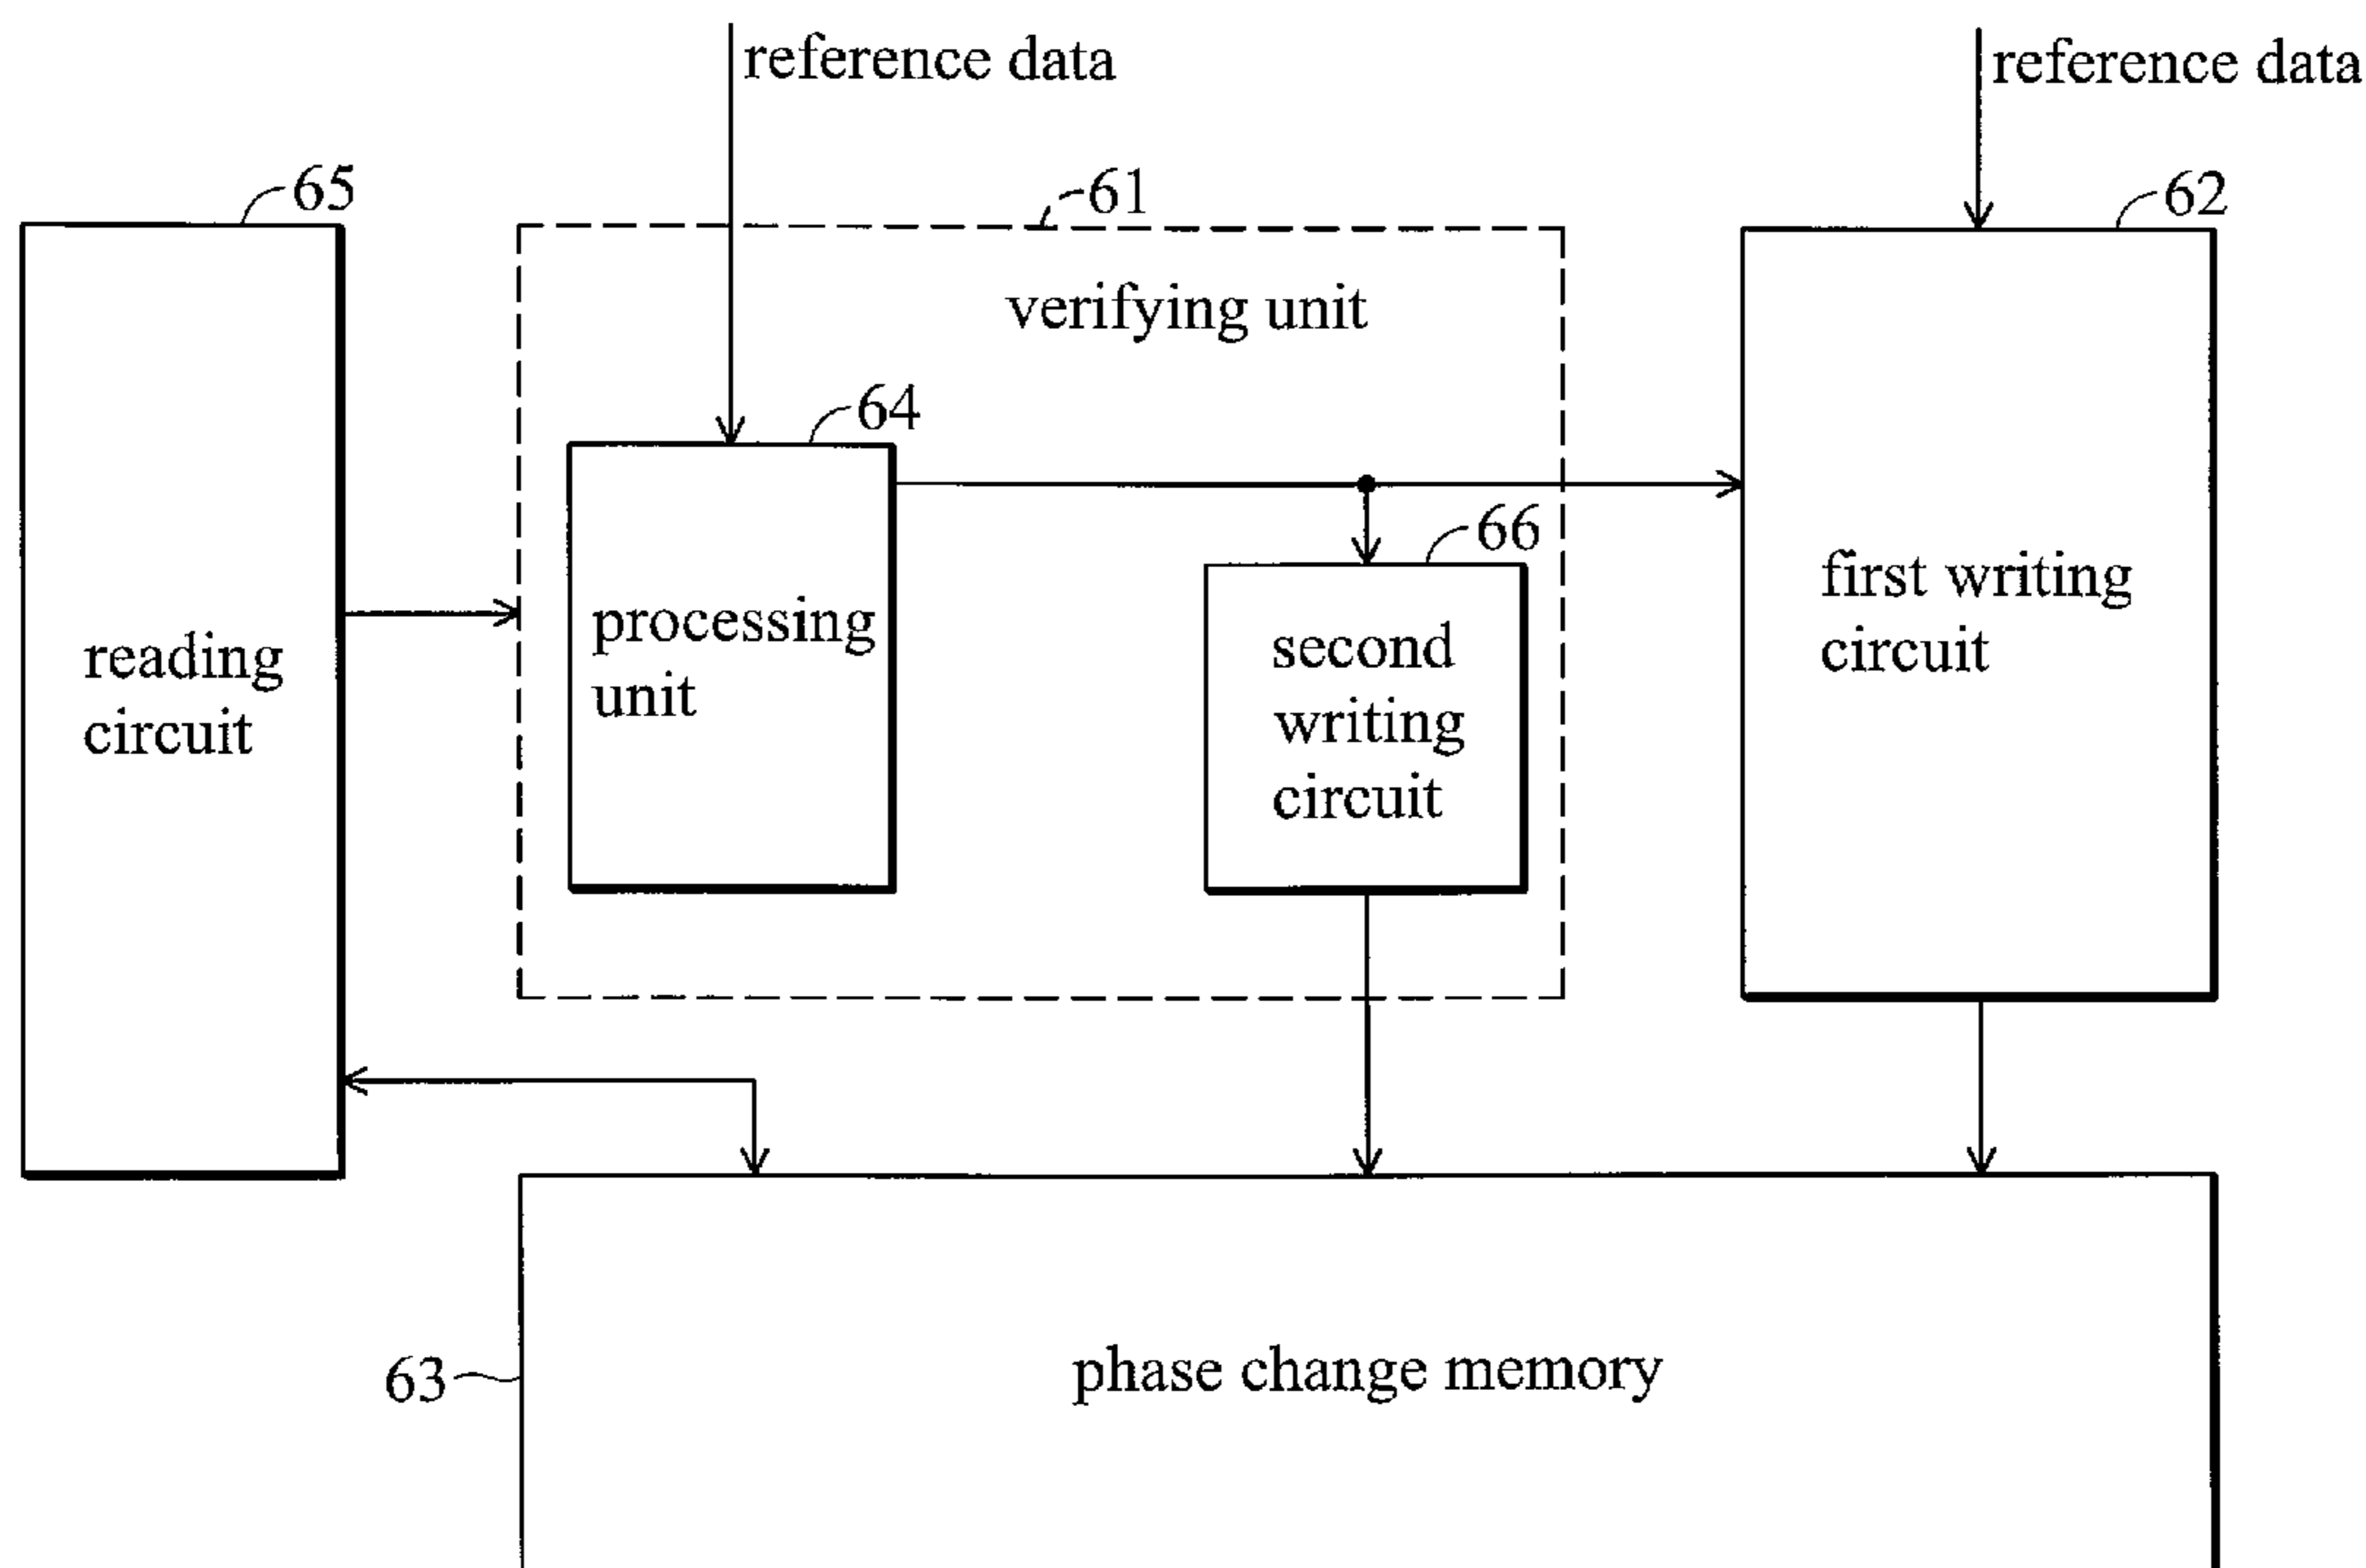 reference data
reference data
65
61
62
verifying unit
64
66
first writing
circuit
processing
unit
second
writing
circuit
reading
circuit
63
phase change memory